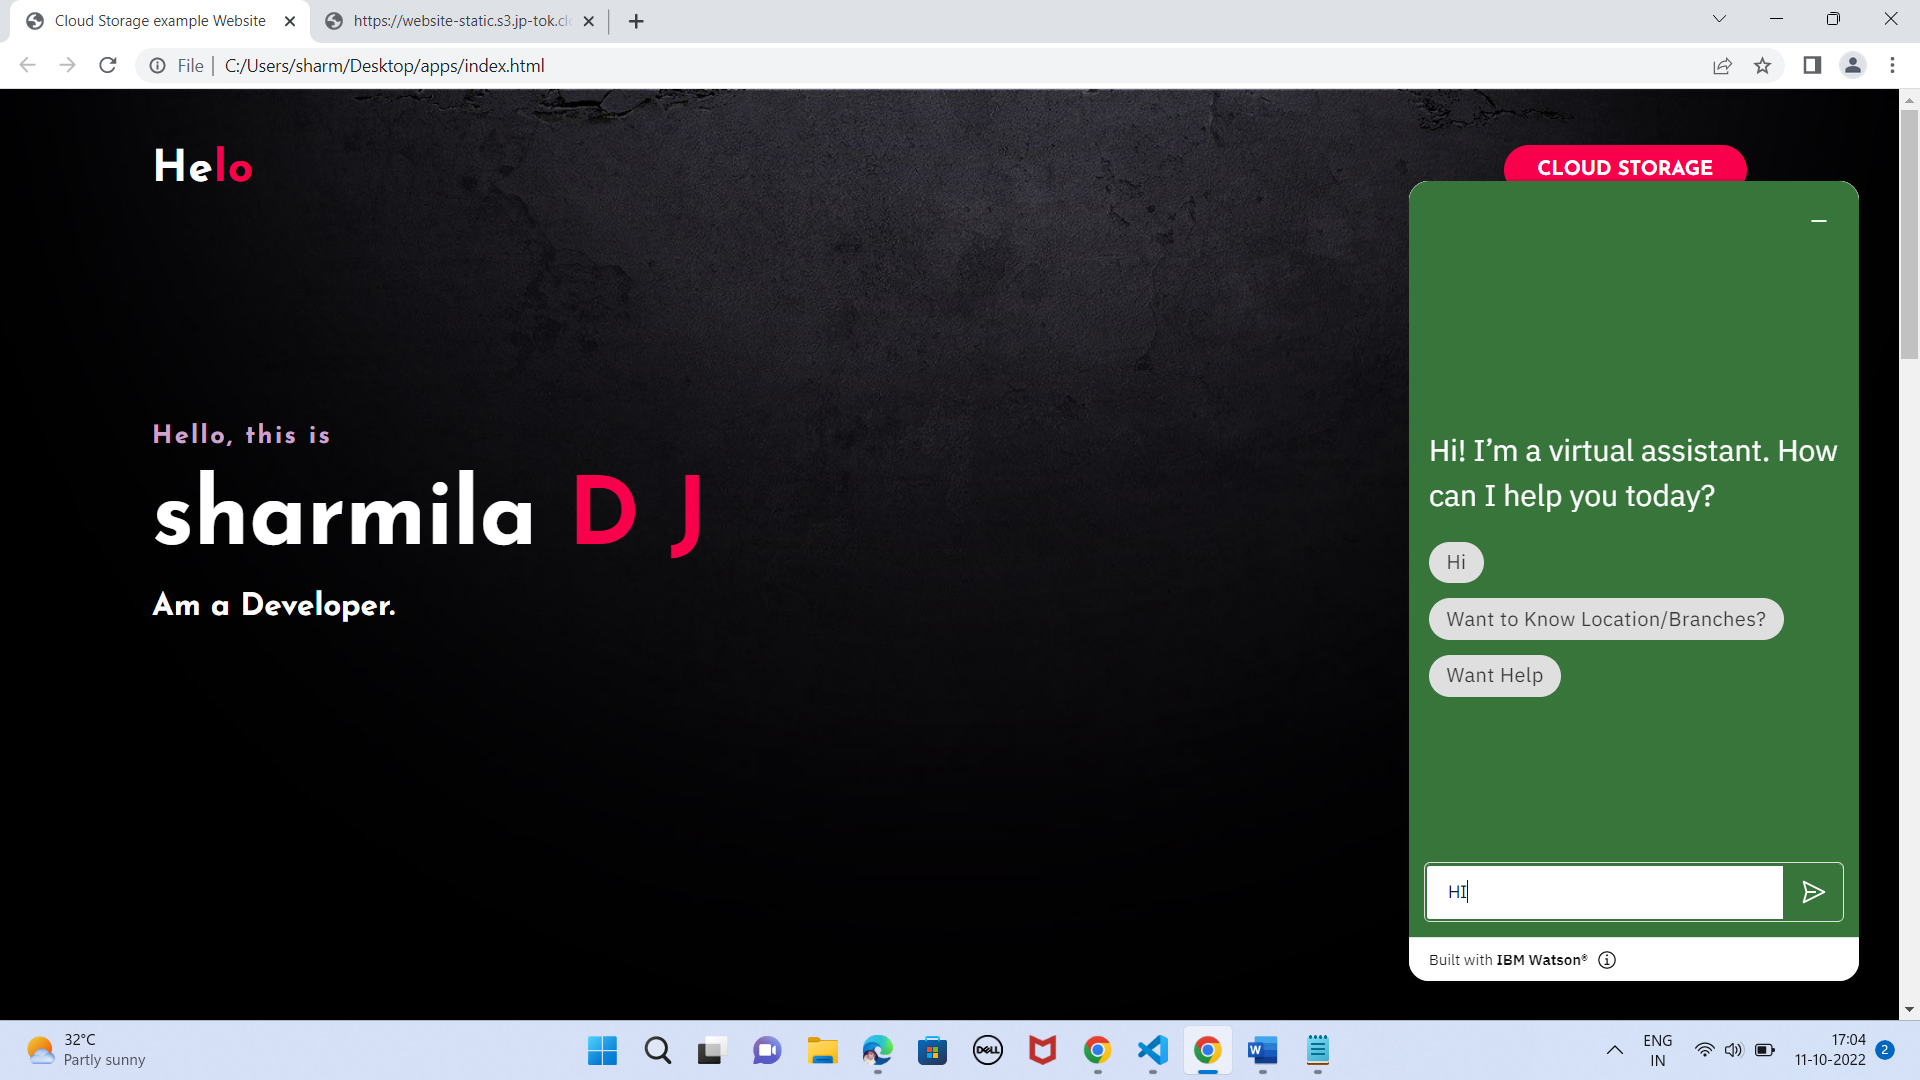 Cloud Storage example Website
https://website-static.s3.jp-tok.cl
File
C:/Users/sharm/Desktop/apps/index.html
Helo
CLOUD STORAGE
Hello, this is
sharmila D J
Am a Developer.
Hi! I’m a virtual assistant. How
can I help you today?
Hi
Want to Know Location/Branches?
Want Help
HI
Built with IBM Watson®
32°C
Partly sunny
DELL
W
ENG
IN
17:04
11-10-2022
2